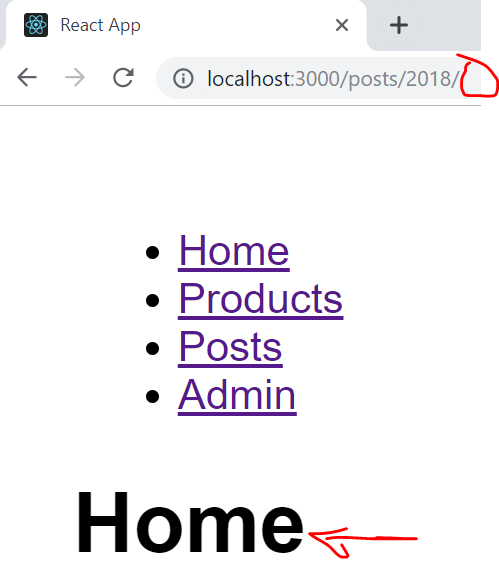 React App
localhost:3000/posts/2018/
Home
Products
Posts
Admin
Home